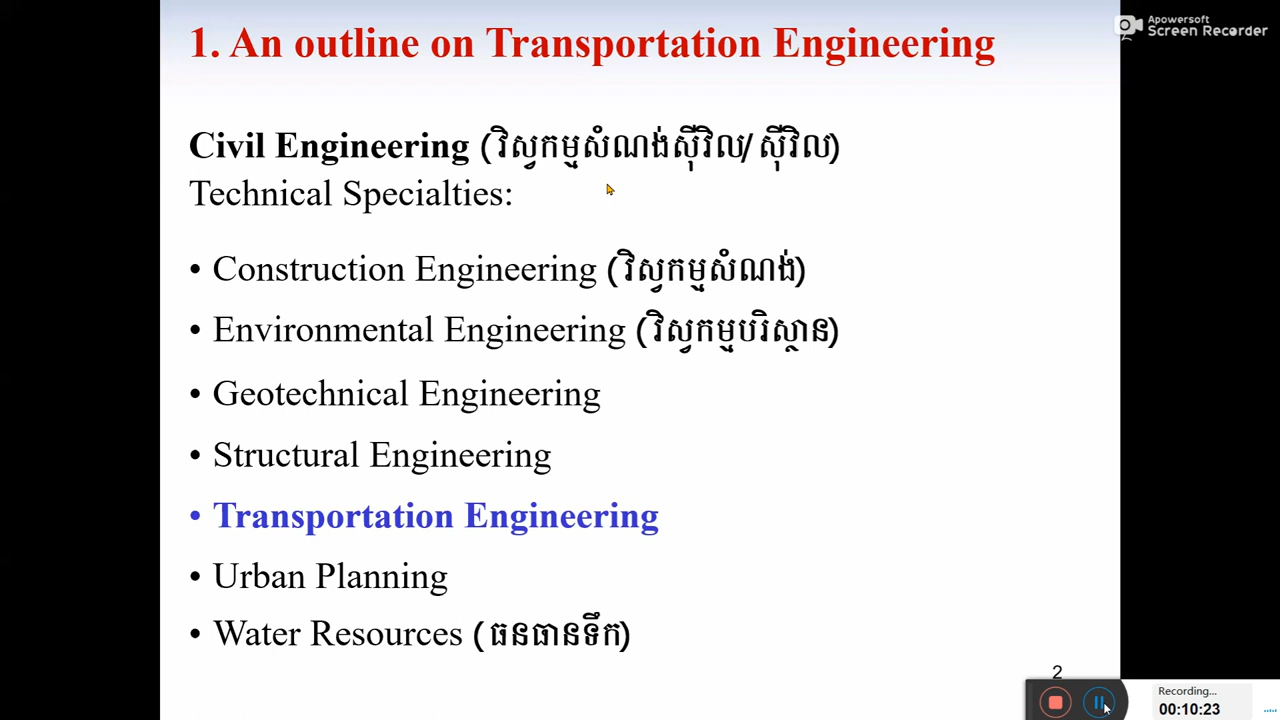 Apowersoft
Screen Recorder
1. An outline on Transportation Engineering
Civil Engineering (វិស្វកម្មសំណង់ស៊ីវិល/ ស៊ីវិល)
Technical Specialties:
• Construction Engineering (វិស្វកម្មសំណង់)
• Environmental Engineering (វិស្វកម្មបរិស្ថាន)
• Geotechnical Engineering
• Structural Engineering
• Transportation Engineering
• Urban Planning
• Water Resources (ធនធានទឹក)
2
Recording...
00:10:23